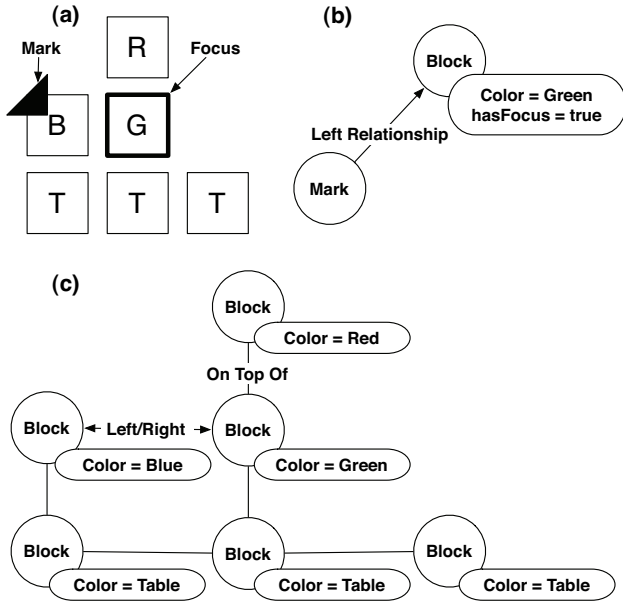 (a)
Mark
R
Focus
B
G
T T T
(b)
Block
Color = Green
hasFocus = true
Left Relationship
Mark
(c)
Block
Color = Red
On Top Of
Block
Left/Right
Block
Color = Blue
Color = Green
Block
Block
Block
Color = Table
Color = Table
Color = Table